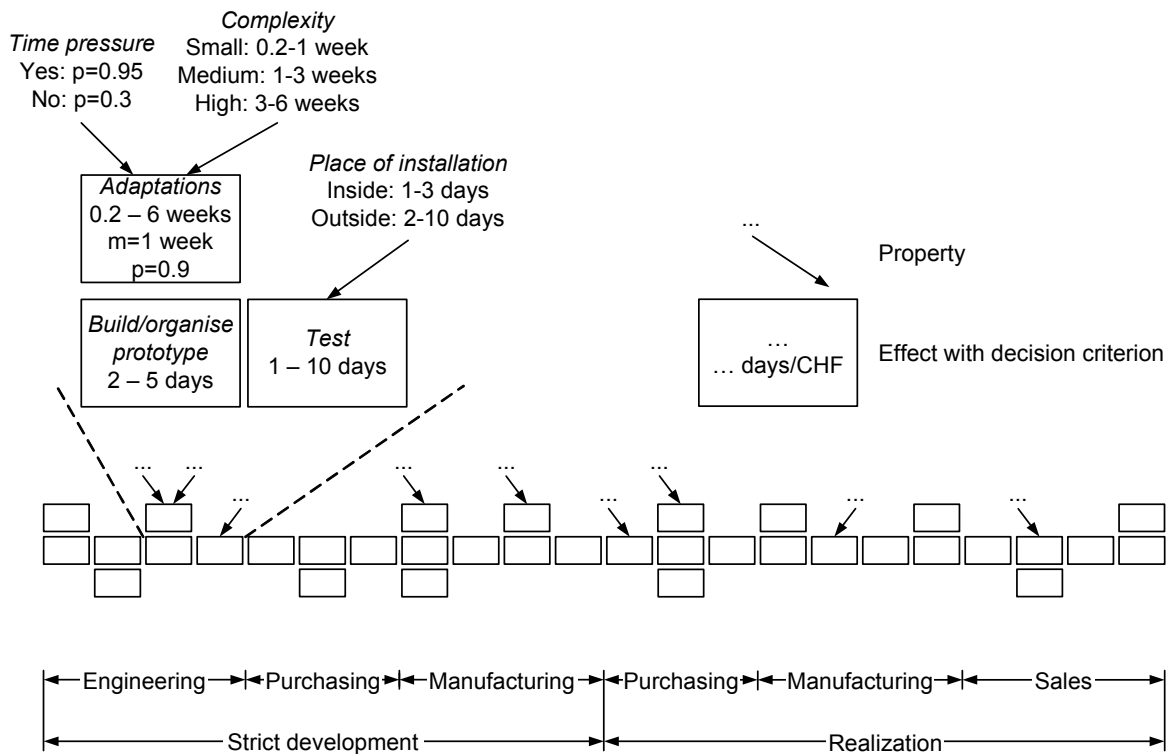 Complexity
Small: 0.2-1 week
Medium: 1-3 weeks
High: 3-6 weeks
Time pressure
Yes: p=0.95
No: p=0.3
Place of installation
Inside: 1-3 days
Outside: 2-10 days
Adaptations
0.2 – 6 weeks
m=1 week
p=0.9
...
Property
Build/organise
prototype
2 – 5 days
Test
1 – 10 days
…
… days/CHF
Effect with decision criterion
...
...
...
...
...
...
...
...
...
Engineering
Purchasing
Manufacturing
Purchasing
Manufacturing
Sales
Strict development
Realization